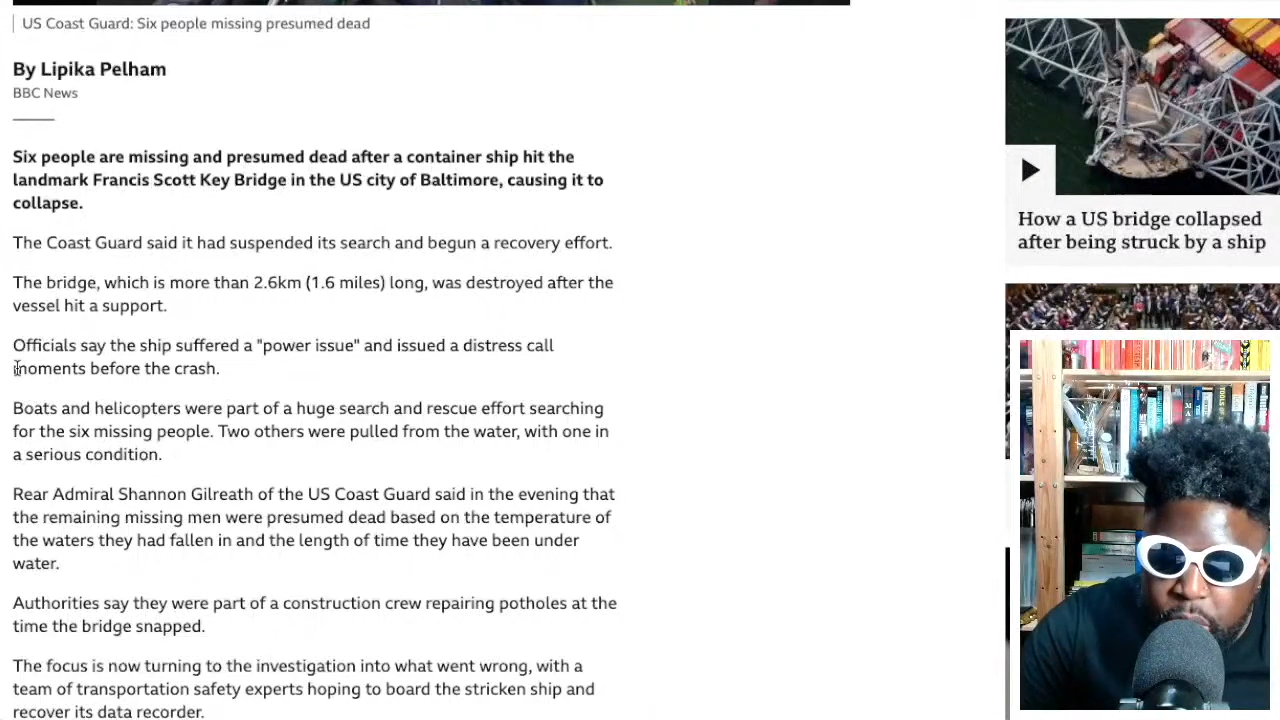 US Coast Guard: Six people missing presumed dead
By Lipika Pelham
BBC News
Six people are missing and presumed dead after a container ship hit the
landmark Francis Scott Key Bridge in the US city of Baltimore, causing it to
collapse.
The Coast Guard said it had suspended its search and begun a recovery effort.
The bridge, which is more than 2.6km (1.6 miles) long, was destroyed after the
vessel hit a support.
Officials say the ship suffered a "power issue" and issued a distress call
moments before the crash.
Boats and helicopters were part of a huge search and rescue effort searching
for the six missing people. Two others were pulled from the water, with one in
a serious condition.
Rear Admiral Shannon Gilreath of the US Coast Guard said in the evening that
the remaining missing men were presumed dead based on the temperature of
the waters they had fallen in and the length of time they have been under
water.
Authorities say they were part of a construction crew repairing potholes at the
time the bridge snapped.
The focus is now turning to the investigation into what went wrong, with a
team of transportation safety experts hoping to board the stricken ship and
recover its data recorder.
How a US bridge collapsed
after being struck by a ship